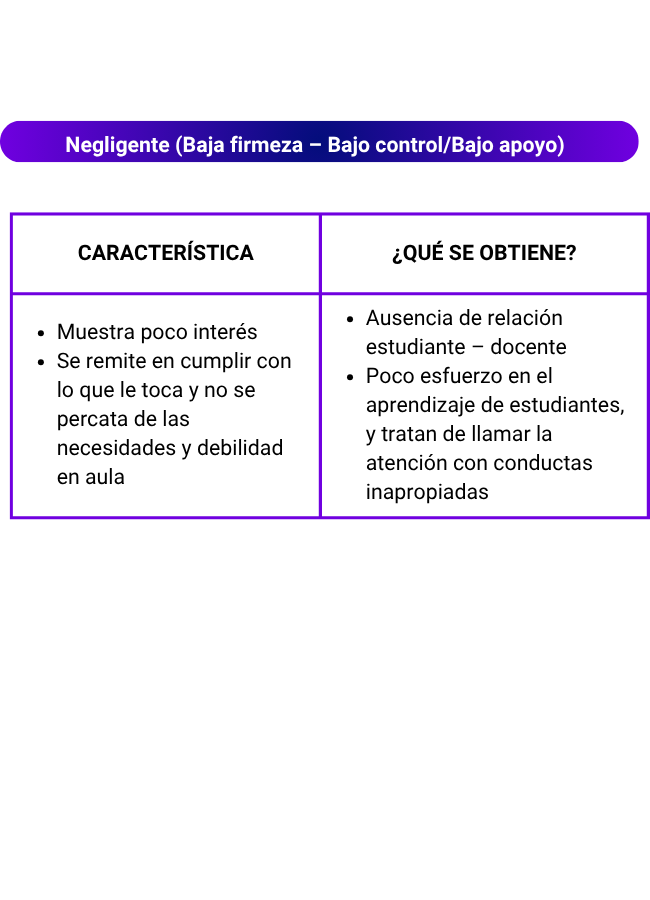 Negligente (Baja firmeza – Bajo control/Bajo apoyo)
CARACTERÍSTICA
¿QUÉ SE OBTIENE?
• Muestra poco interés
• Se remite en cumplir con
lo que le toca y no se
percata de las
necesidades y debilidad
en aula
• Ausencia de relación
estudiante – docente
• Poco esfuerzo en el
aprendizaje de estudiantes,
y tratan de llamar la
atención con conductas
inapropiadas